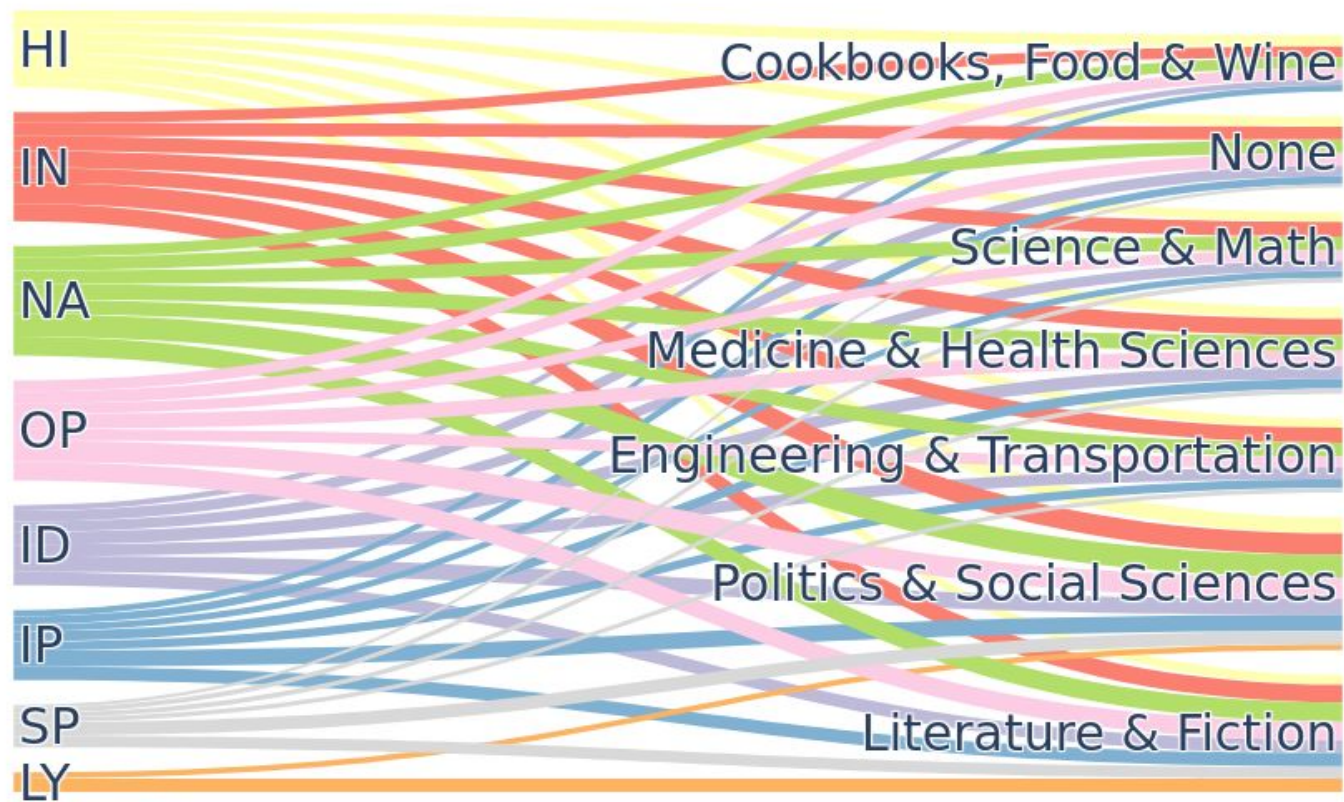 HI
IN
NA
OP
ID
IP
SP
LY
Cookbooks, Food & Wine
None
Science & Math
Medicine & Health Sciences
Engineering & Transportation
Politics & Social Sciences
Literature & Fiction